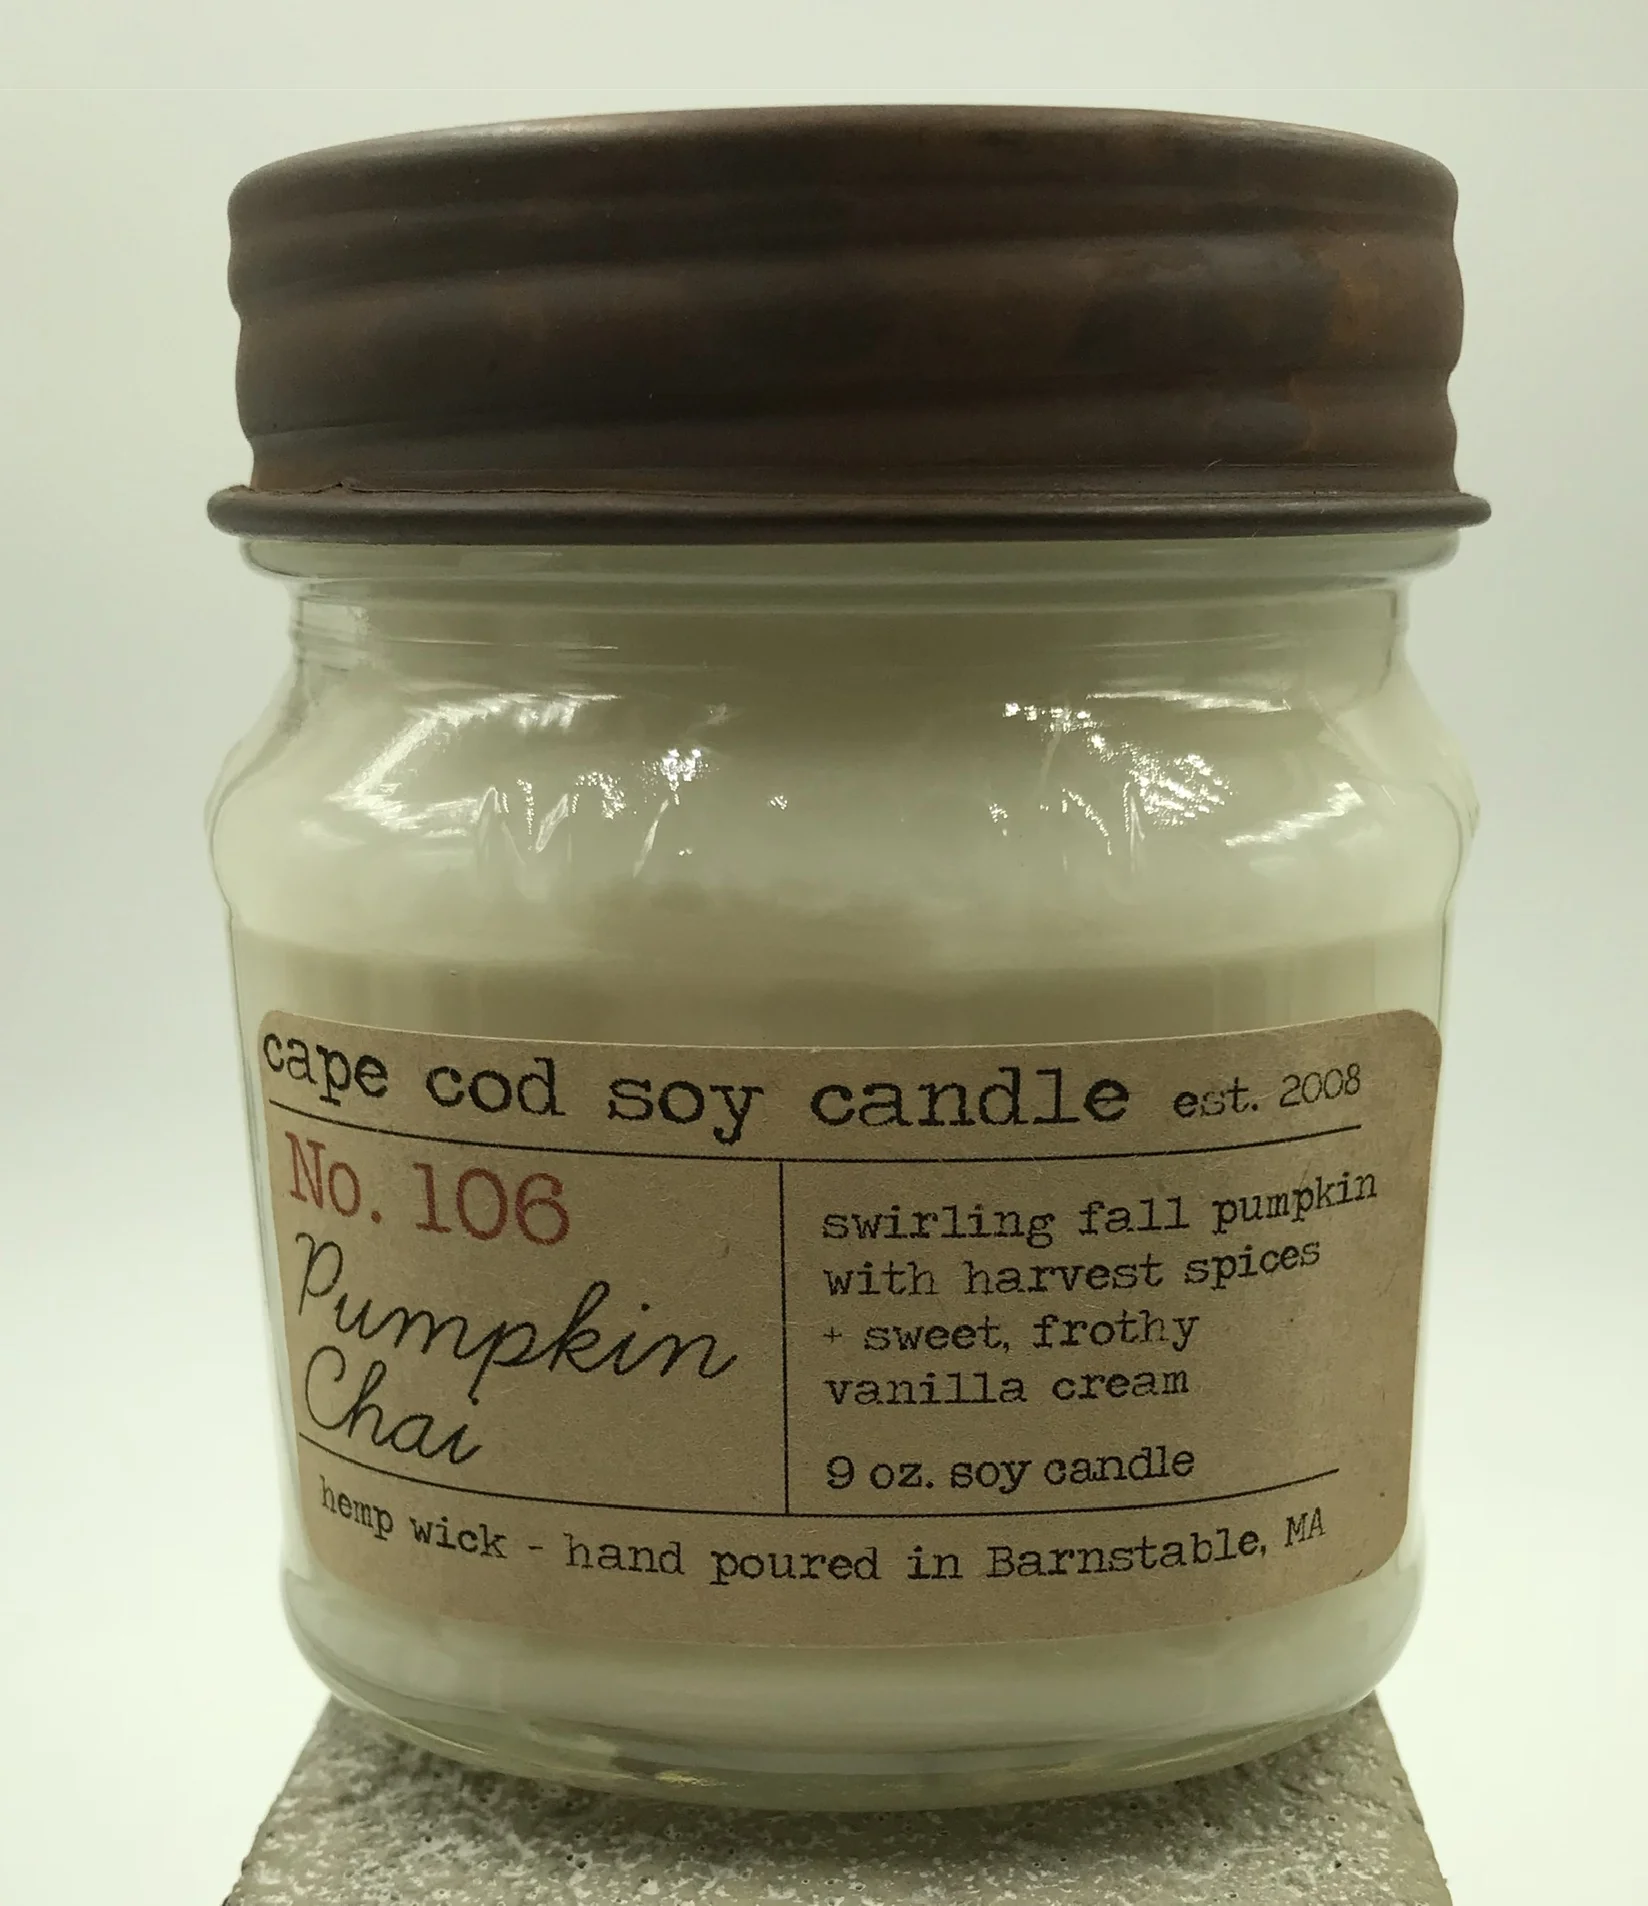 cape cod soy candle est. 2008
No. 106
Pumpkin
Chai
swirling fall pumpkin
with harvest spices
+ sweet, frothy
vanilla cream
9 oz. soy candle
hemp wick - hand poured in Barnstable, MA